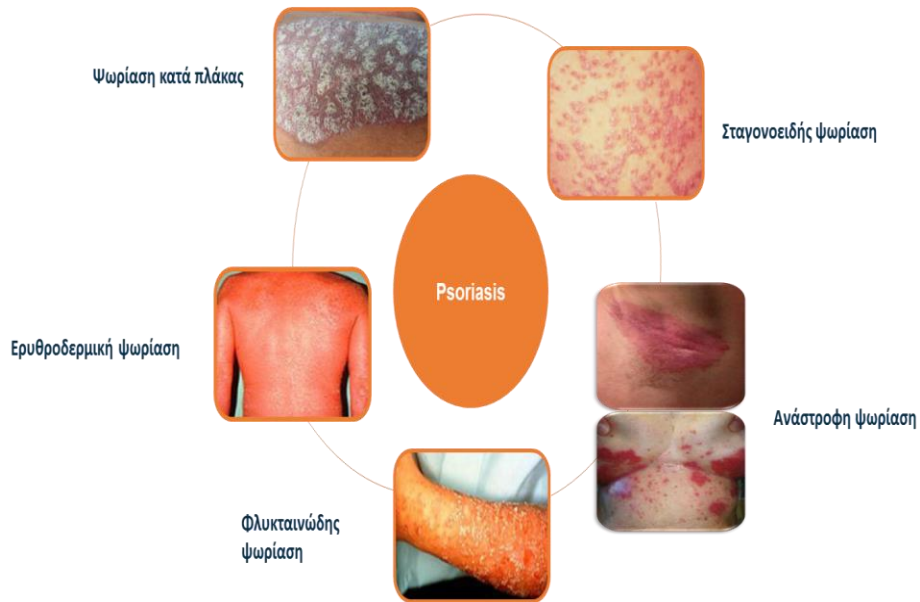 Ψωρίαση κατά πλάκας
Σταγονοειδής ψωρίαση
Psoriasis
Ερυθροδερμική ψωρίαση
Ανάστροφη ψωρίαση
Φλυκταινώδης
ψωρίαση